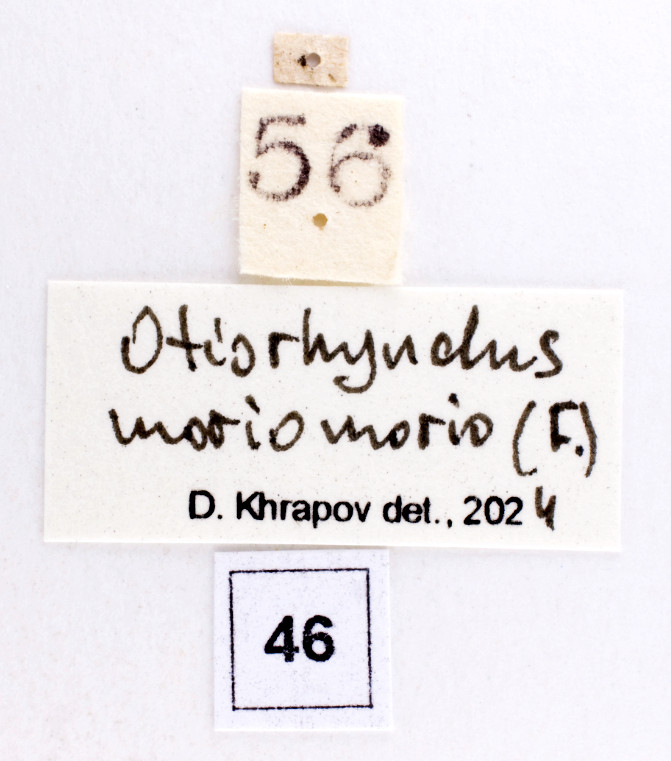 56
Otiorhynchus
morio morio (F.)
D. Khrapov det., 2024
46